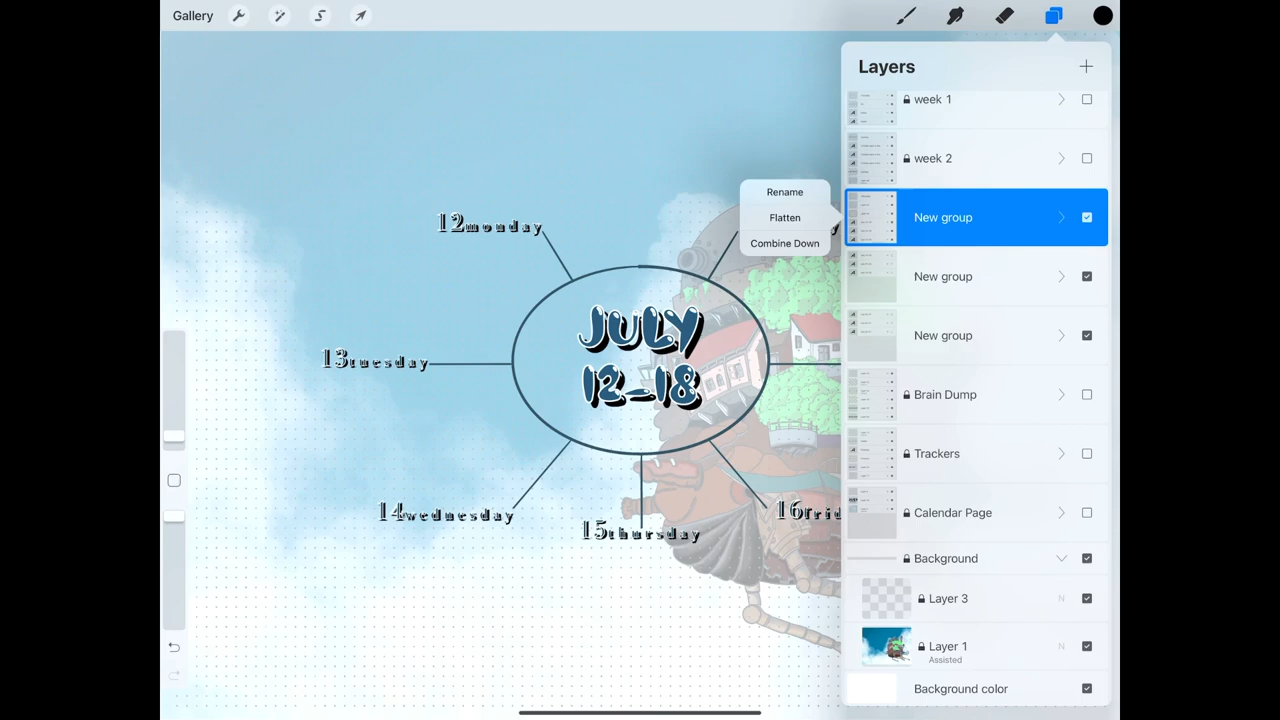 Gallery
Layers
week 1
week 2
Rename
Flatten
Combine Down
New group
New group
New group
Brain Dump
Trackers
Calendar Page
Background
Layer 3
N
Layer 1
N
Assisted
Background color
12monday
13tuesday
14wednesday
15thursday
16frid
JULY
12-18